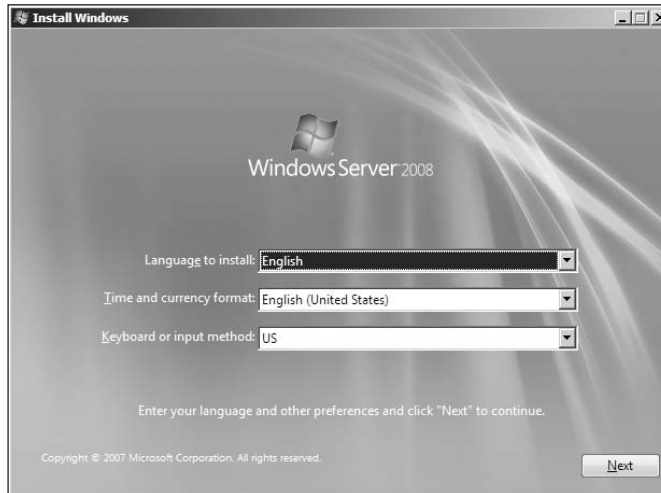 Install Windows
Windows Server 2008
Language to install: English
Time and currency format: English (United States)
Keyboard or input method: US
Enter your language and other preferences and click "Next" to continue.
Copyright © 2007 Microsoft Corporation. All rights reserved.
Next